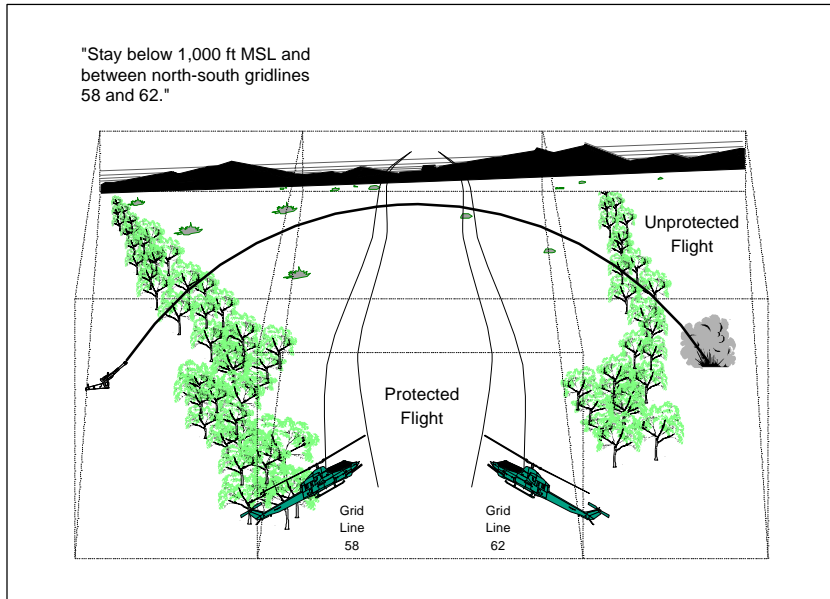 "Stay below 1,000 ft MSL and
between north-south gridlines
58 and 62."
Unprotected
Flight
Protected
Flight
Grid
Line
58
Grid
Line
62